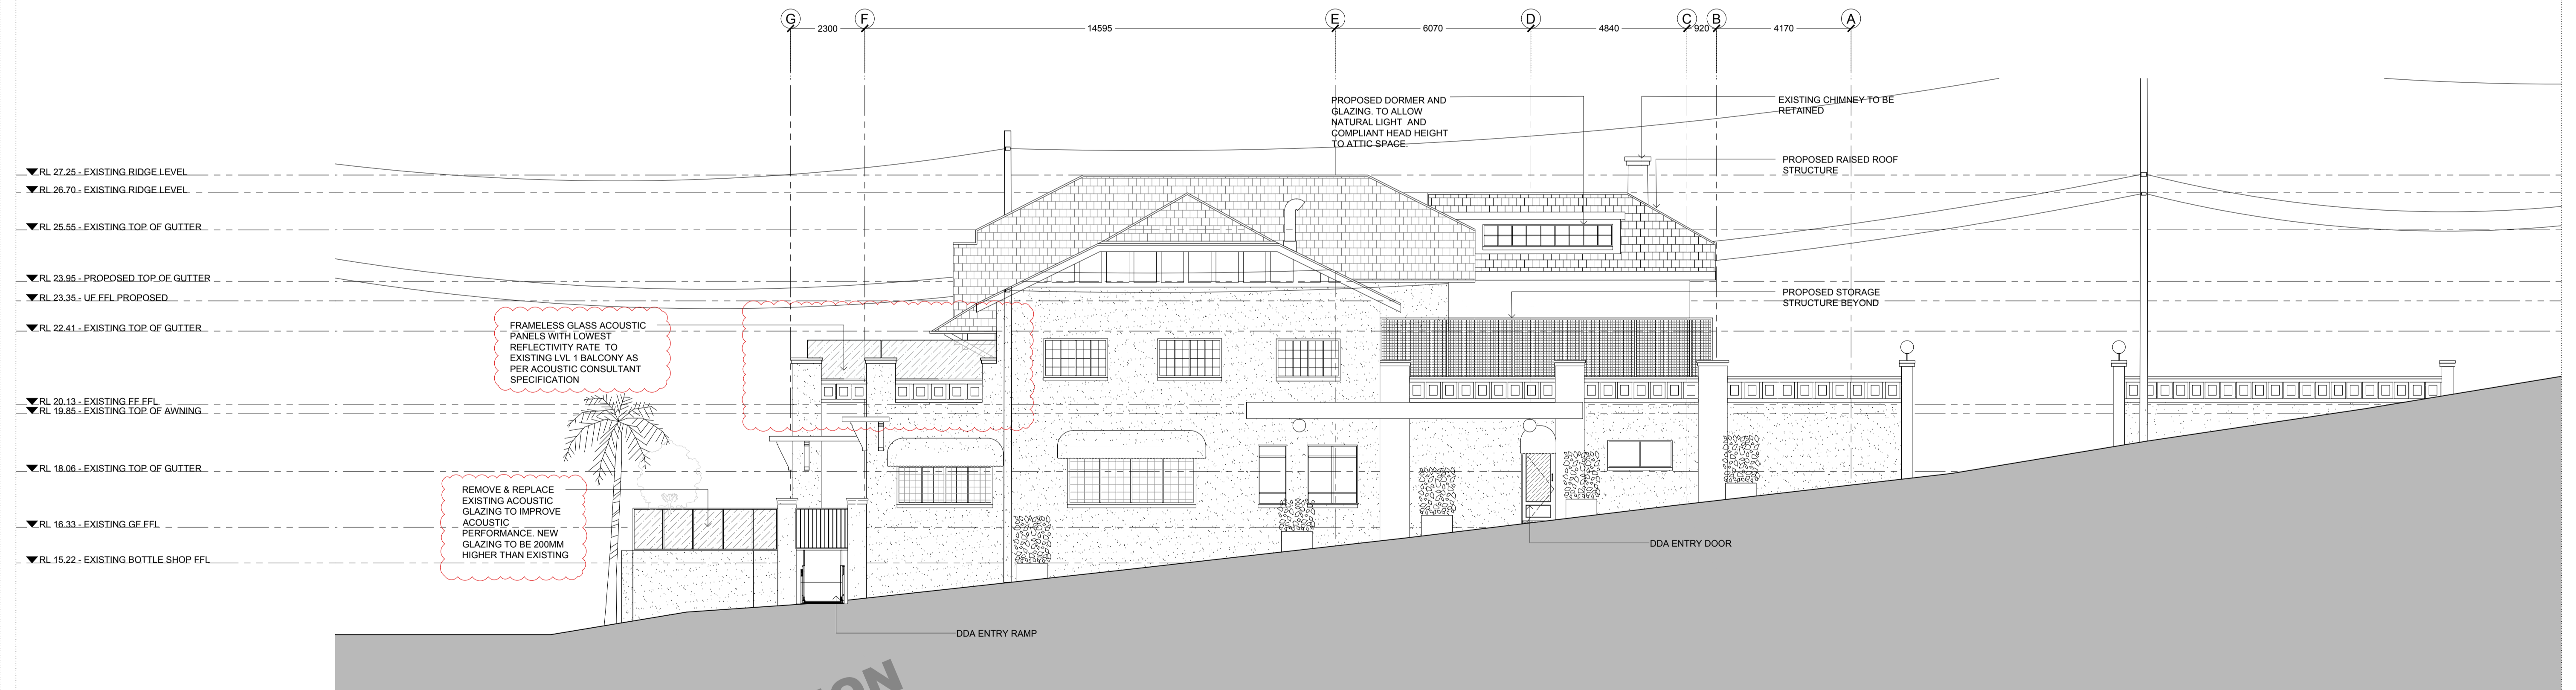 G F E D C B A
2300 14595 6070 4840 920 4170
PROPOSED DORMER AND
GLAZING. TO ALLOW
NATURAL LIGHT AND
COMPLIANT HEAD HEIGHT
TO ATTIC SPACE.
EXISTING CHIMNEY TO BE
RETAINED
PROPOSED RAISED ROOF
STRUCTURE
RL 27.25 - EXISTING RIDGE LEVEL
RL 26.70 - EXISTING RIDGE LEVEL
RL 25.55 - EXISTING TOP OF GUTTER
RL 23.95 - PROPOSED TOP OF GUTTER
RL 23.35 - UF FFL PROPOSED
PROPOSED STORAGE
STRUCTURE BEYOND
RL 22.41 - EXISTING TOP OF GUTTER
FRAMELESS GLASS ACOUSTIC
PANELS WITH LOWEST
REFLECTIVITY RATE TO
EXISTING LVL 1 BALCONY AS
PER ACOUSTIC CONSULTANT
SPECIFICATION
RL 20.13 - EXISTING FF FFL
RL 19.85 - EXISTING TOP OF AWNING
RL 18.06 - EXISTING TOP OF GUTTER
REMOVE & REPLACE
EXISTING ACOUSTIC
GLAZING TO IMPROVE
ACOUSTIC
PERFORMANCE. NEW
GLAZING TO BE 200MM
HIGHER THAN EXISTING
RL 16.33 - EXISTING GF FFL
RL 15.22 - EXISTING BOTTLE SHOP FFL
DDA ENTRY DOOR
DDA ENTRY RAMP